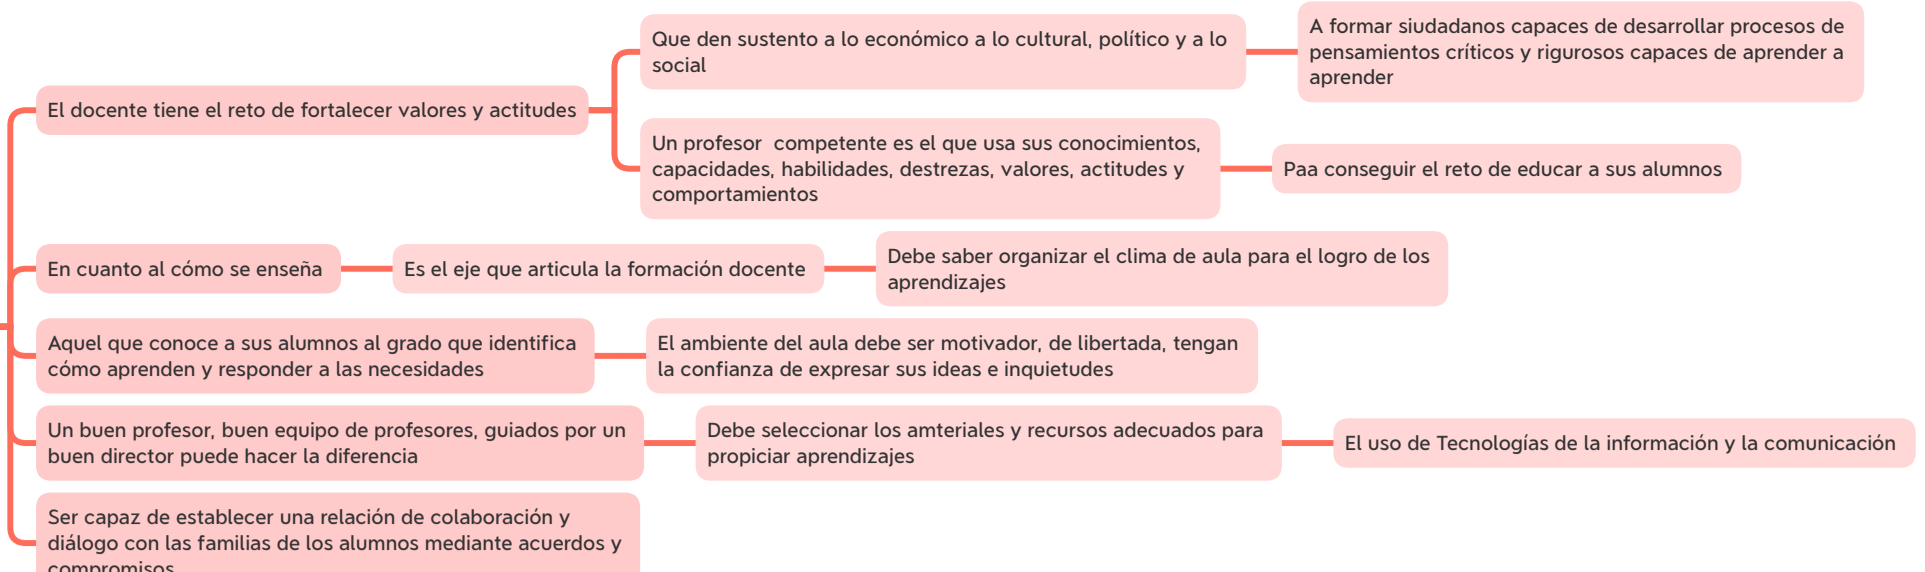 El docente tiene el reto de fortalecer valores y actitudes
Que den sustento a lo económico a lo cultural, político y a lo
social
A formar siudadanos capaces de desarrollar procesos de
pensamientos críticos y rigurosos capaces de aprender a
aprender
Un profesor  competente es el que usa sus conocimientos,
capacidades, habilidades, destrezas, valores, actitudes y
comportamientos
Paa conseguir el reto de educar a sus alumnos
En cuanto al cómo se enseña
Es el eje que articula la formación docente
Debe saber organizar el clima de aula para el logro de los
aprendizajes
Aquel que conoce a sus alumnos al grado que identifica
cómo aprenden y responder a las necesidades
El ambiente del aula debe ser motivador, de libertada, tengan
la confianza de expresar sus ideas e inquietudes
Un buen profesor, buen equipo de profesores, guiados por un
buen director puede hacer la diferencia
Debe seleccionar los amteriales y recursos adecuados para
propiciar aprendizajes
El uso de Tecnologías de la información y la comunicación
Ser capaz de establecer una relación de colaboración y
diálogo con las familias de los alumnos mediante acuerdos y
compromisos